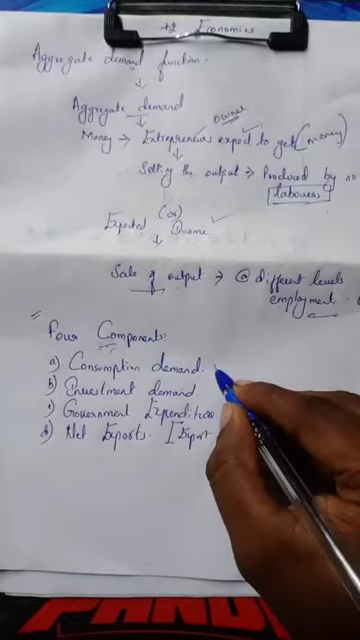 +2 Economics
Aggregate demand function.
Aggregate demand
owner
Money → Entrepreneurs expect to get (money)
Selling the output → Produced by no
labourers
(or)
Expected Income
Sale of output → @ different levels
employment.
Four Components:
a) Consumption demand.
b) Investment demand.
c) Government Expenditure
d) Net Exports. [Export